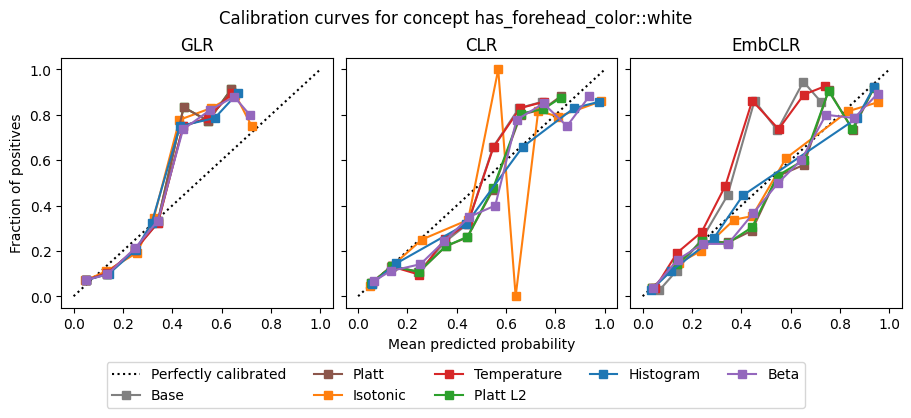 Calibration curves for concept has_forehead_color::white
GLR
CLR
EmbCLR
Fraction of positives
1.0
0.8
0.6
0.4
0.2
0.0
0.0 0.2 0.4 0.6 0.8 1.0
0.0 0.2 0.4 0.6 0.8 1.0
0.0 0.2 0.4 0.6 0.8 1.0
Mean predicted probability
Perfectly calibrated
Base
Platt
Isotonic
Temperature
Platt L2
Histogram
Beta